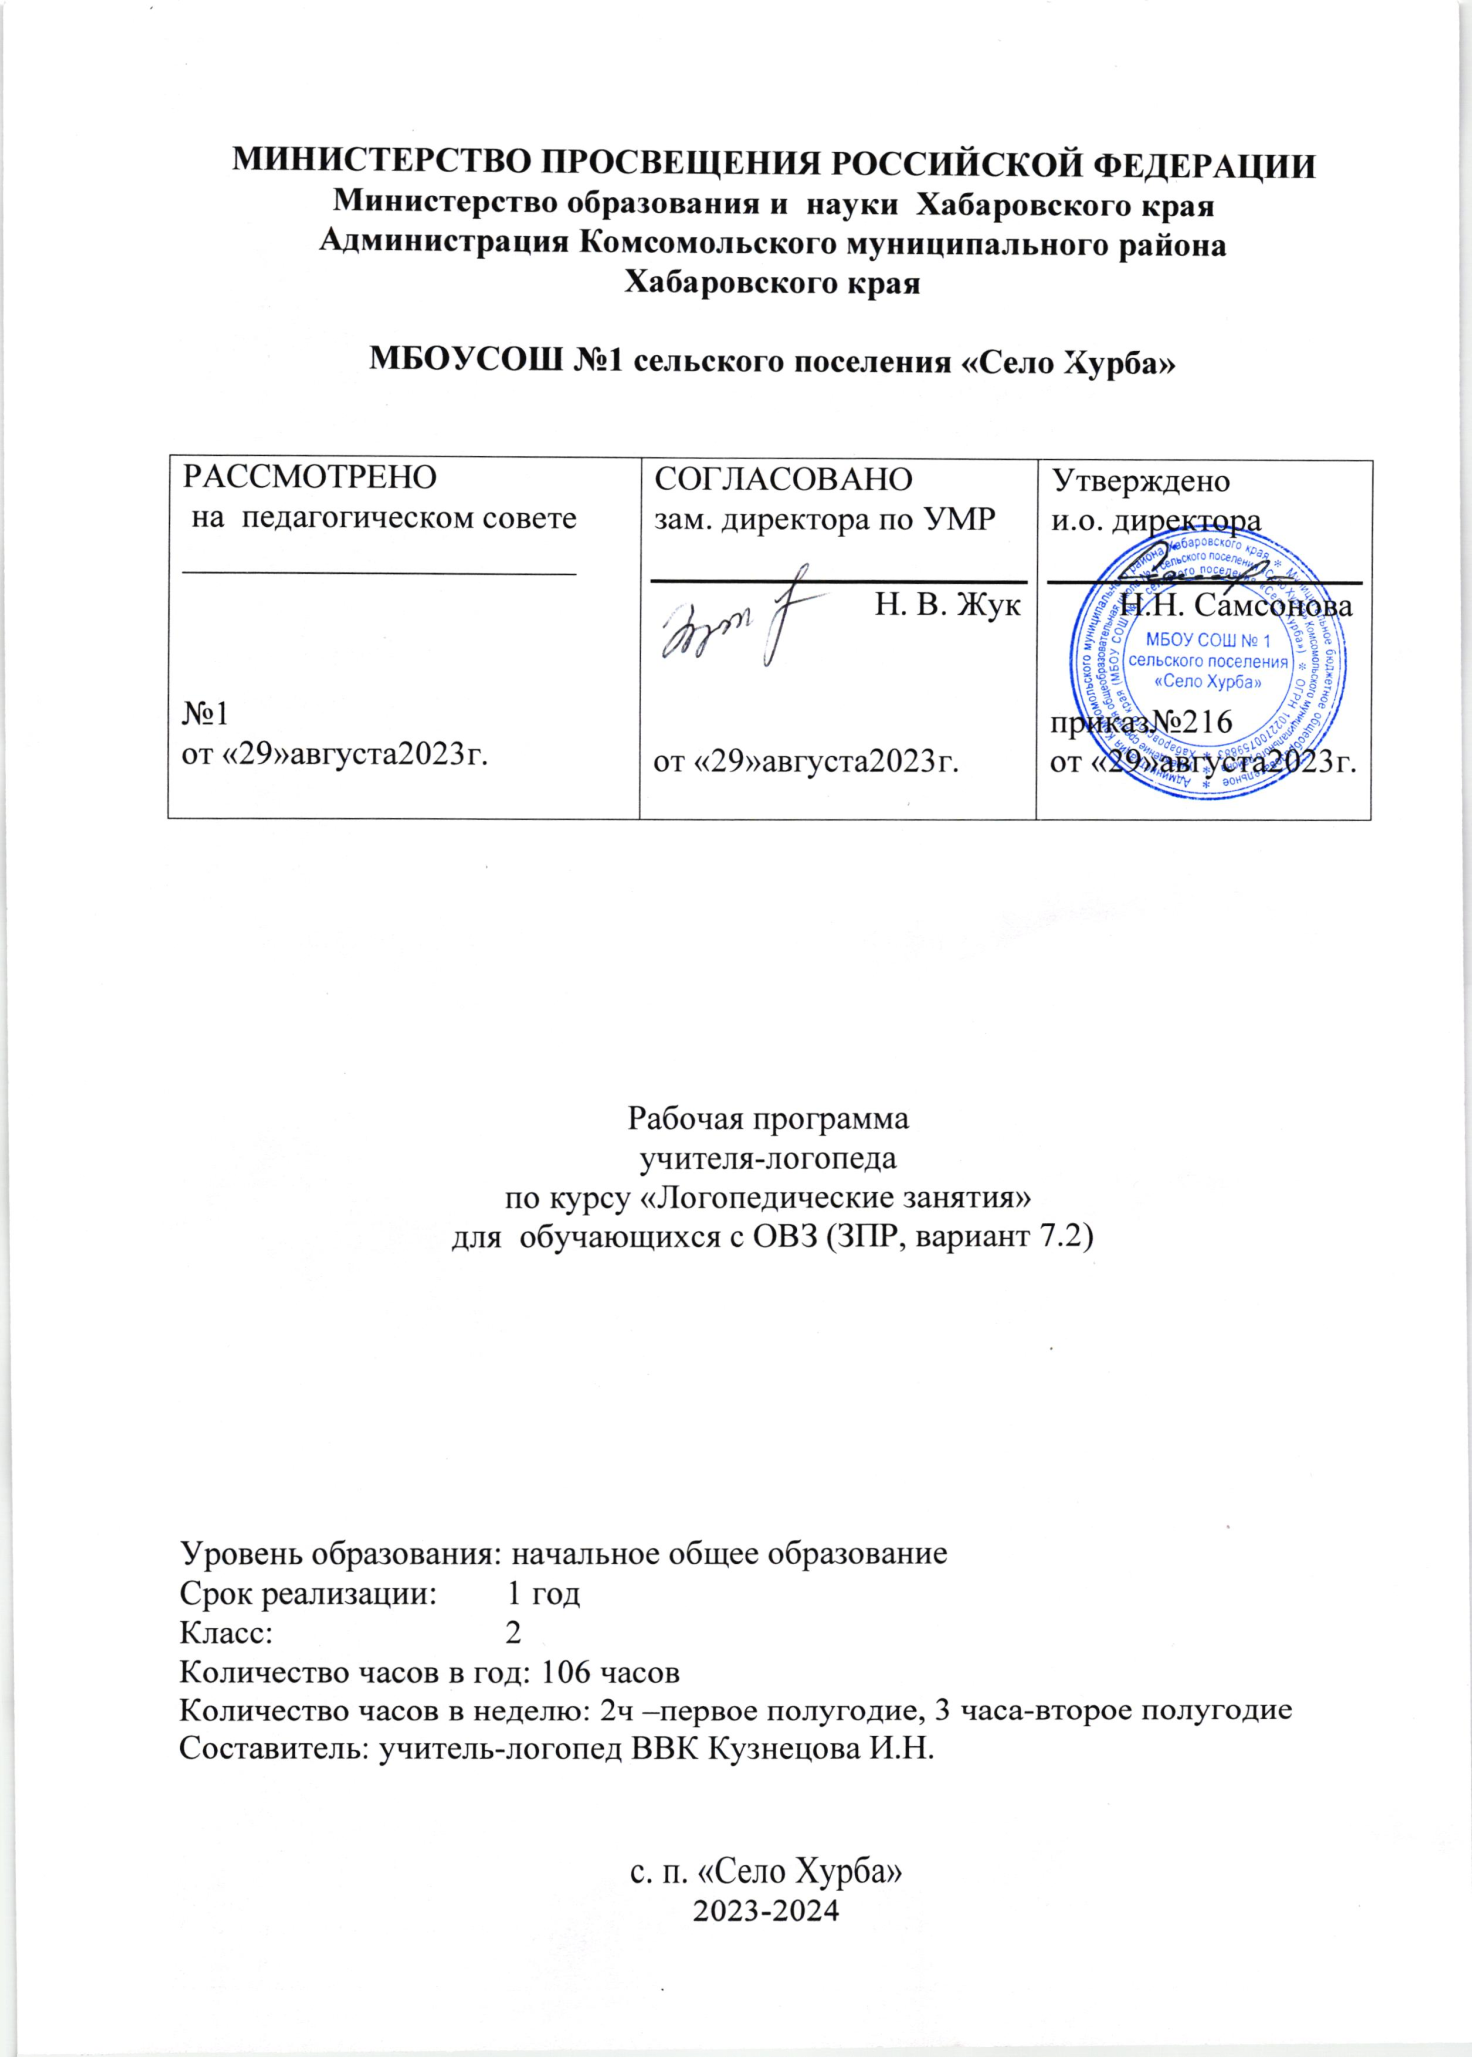 МИНИСТЕРСТВО ПРОСВЕЩЕНИЯ РОССИЙСКОЙ ФЕДЕРАЦИИ
Министерство образования и  науки  Хабаровского края
Администрация Комсомольского муниципального района
Хабаровского края
МБОУСОШ №1 сельского поселения «Село Хурба»
РАССМОТРЕНО
на  педагогическом совете
№1
от «29»августа2023г.
СОГЛАСОВАНО
зам. директора по УМР
Н. В. Жук
от «29»августа2023г.
Утверждено
и.о. директора
Н.Н. Самсонова
МБОУ СОШ № 1
сельского поселения
«Село Хурба»
приказ№216
от «29»августа2023г.
Рабочая программа
учителя-логопеда
по курсу «Логопедические занятия»
для  обучающихся с ОВЗ (ЗПР, вариант 7.2)
Уровень образования: начальное общее образование
Срок реализации: 1 год
Класс: 2
Количество часов в год: 106 часов
Количество часов в неделю: 2ч –первое полугодие, 3 часа-второе полугодие
Составитель: учитель-логопед ВВК Кузнецова И.Н.
с. п. «Село Хурба»
2023-2024